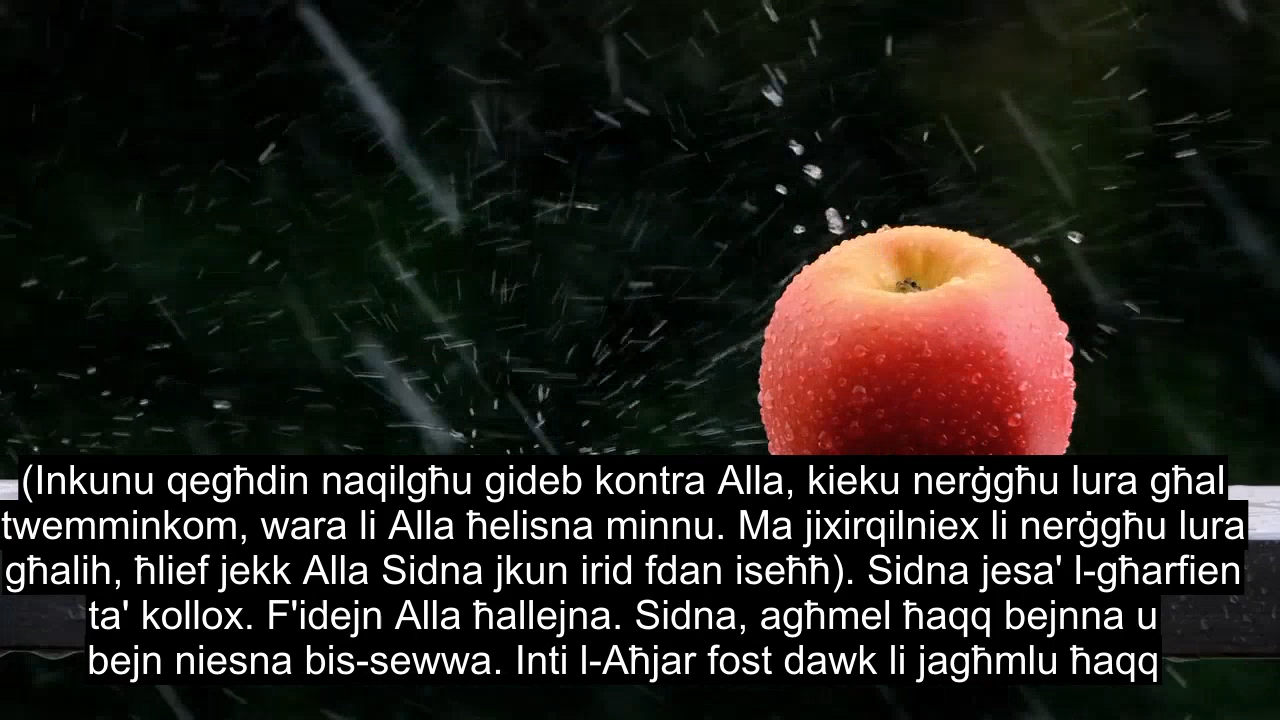 (Inkunu qegħdin naqilgħu gideb kontra Alla, kieku nerġgħu lura għal
twemminkom, wara li Alla ħelisna minnu. Ma jixirqilniex li nerġgħu lura
għalih, ħlief jekk Alla Sidna jkun irid fdan iseħħ). Sidna jesa' l-għarfien
ta' kollox. F'idejn Alla ħallejna. Sidna, agħmel ħaqq bejnna u
bejn niesna bis-sewwa. Inti l-Aħjar fost dawk li jagħmlu ħaqq